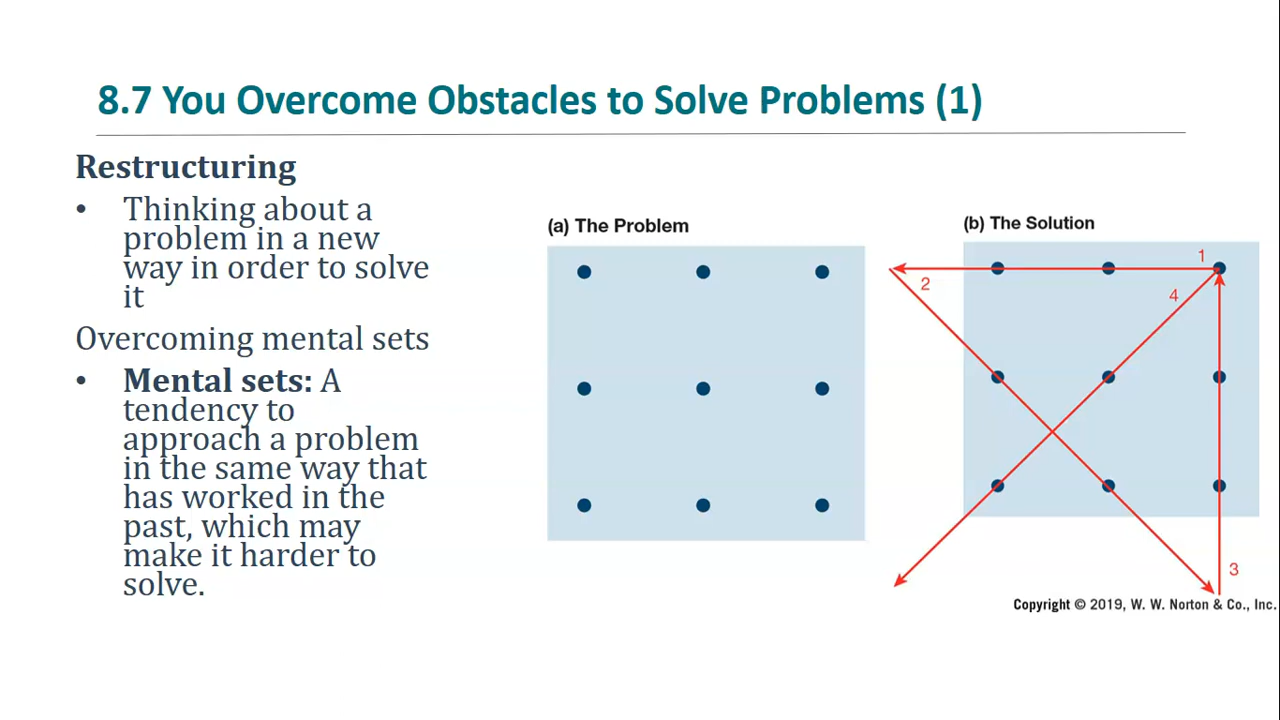 8.7 You Overcome Obstacles to Solve Problems (1)
Restructuring
• Thinking about a
problem in a new
way in order to solve
it
Overcoming mental sets
• Mental sets: A
tendency to
approach a problem
in the same way that
has worked in the
past, which may
make it harder to
solve.
(a) The Problem
(b) The Solution
1
2
4
3
Copyright © 2019, W. W. Norton & Co., Inc.